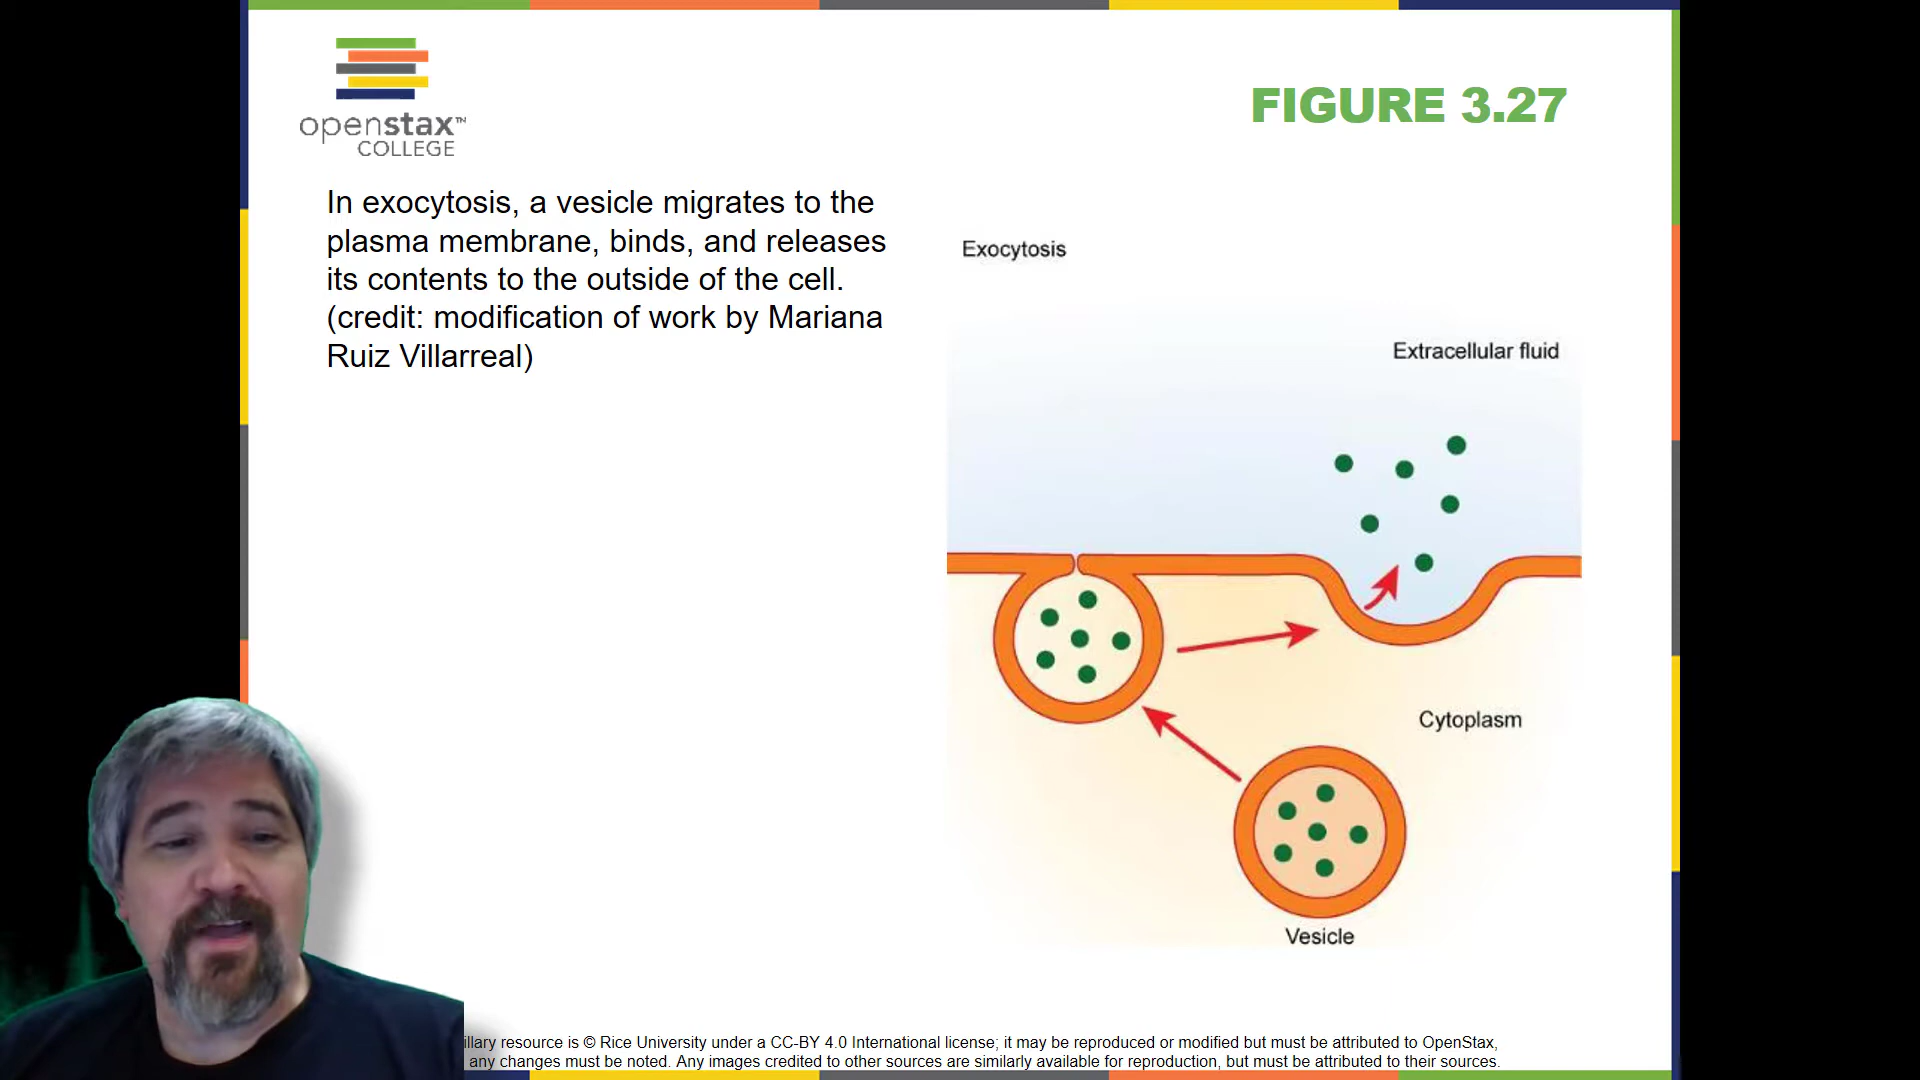 openstax™
COLLEGE
FIGURE 3.27
In exocytosis, a vesicle migrates to the
plasma membrane, binds, and releases
its contents to the outside of the cell.
(credit: modification of work by Mariana
Ruiz Villarreal)
Exocytosis
Extracellular fluid
Cytoplasm
Vesicle
resource is © Rice University under a CC-BY 4.0 International license; it may be reproduced or modified but must be attributed to OpenStax,
any changes must be noted. Any images credited to other sources are similarly available for reproduction, but must be attributed to their sources.